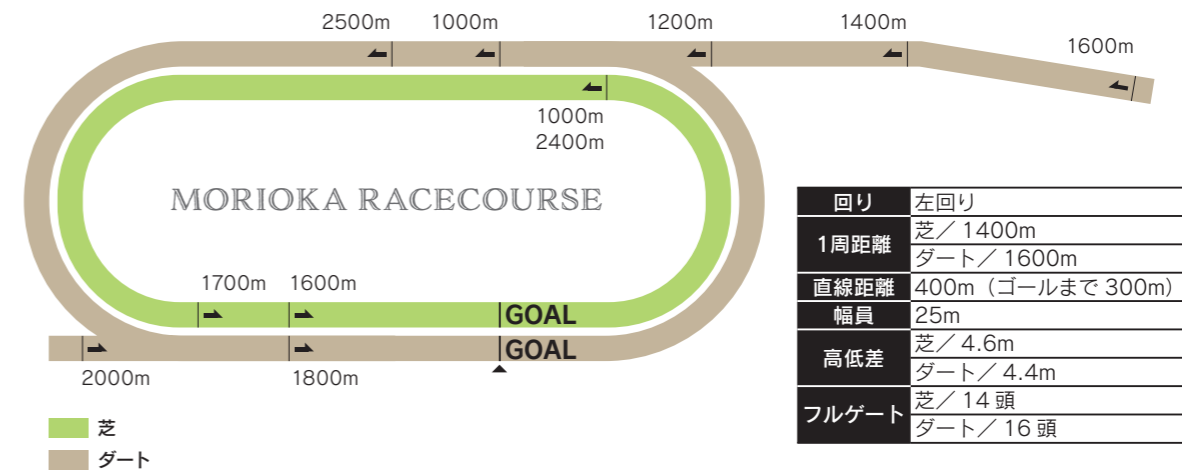 2500m 1000m 1200m 1400m
1600m
1000m
2400m
MORIOKA RACECOURSE
1700m 1600m
GOAL
GOAL
2000m 1800m
芝
ダート
回り 左回り
1周距離 芝／1400m
ダート／1600m
直線距離 400m（ゴールまで300m）
幅員 25m
高低差 芝／4.6m
ダート／4.4m
フルゲート 芝／14頭
ダート／16頭